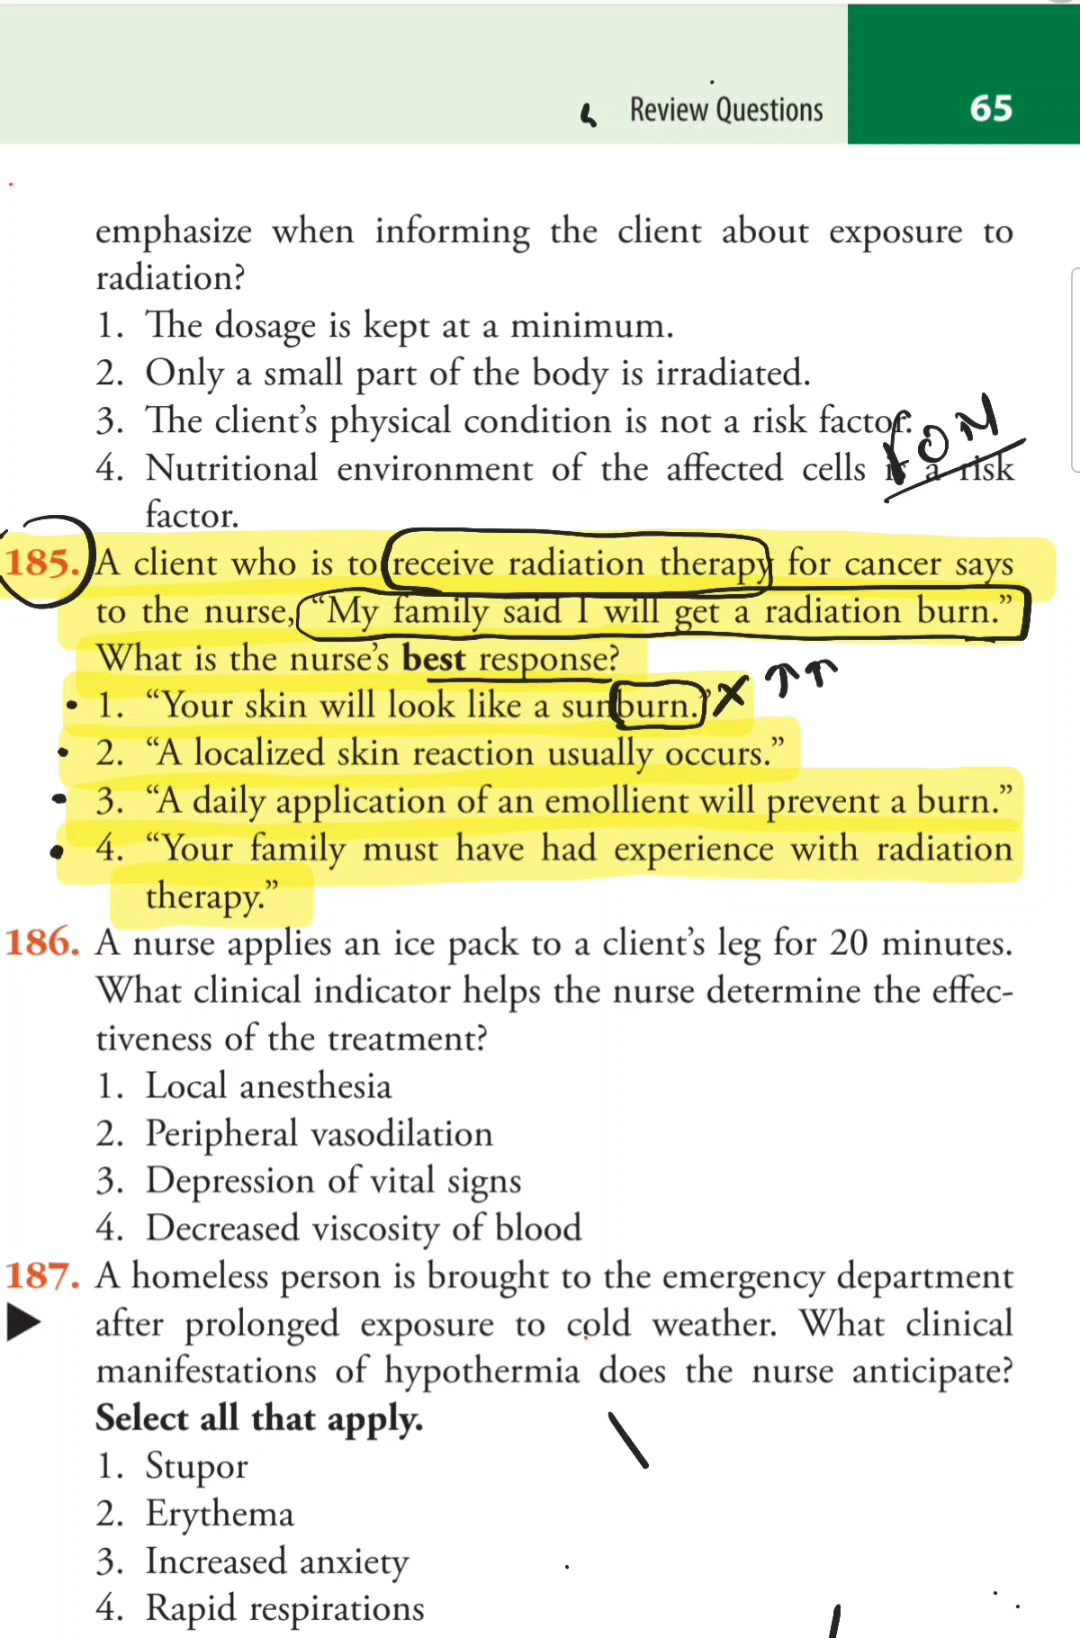 Review Questions 65
emphasize when informing the client about exposure to
radiation?
1. The dosage is kept at a minimum.
2. Only a small part of the body is irradiated.
3. The client's physical condition is not a risk factor.
4. Nutritional environment of the affected cells is a risk
factor.
185. A client who is to receive radiation therapy for cancer says
to the nurse, “My family said I will get a radiation burn.”
What is the nurse's best response?
1. “Your skin will look like a sunburn.”
2. “A localized skin reaction usually occurs.”
3. “A daily application of an emollient will prevent a burn.”
4. “Your family must have had experience with radiation
therapy.”
186. A nurse applies an ice pack to a client's leg for 20 minutes.
What clinical indicator helps the nurse determine the effec-
tiveness of the treatment?
1. Local anesthesia
2. Peripheral vasodilation
3. Depression of vital signs
4. Decreased viscosity of blood
187. A homeless person is brought to the emergency department
after prolonged exposure to cold weather. What clinical
manifestations of hypothermia does the nurse anticipate?
Select all that apply.
1. Stupor
2. Erythema
3. Increased anxiety
4. Rapid respirations